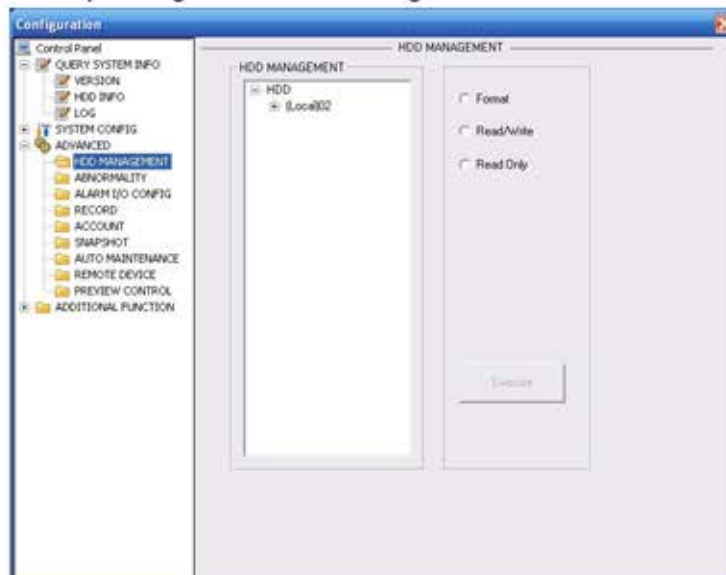 Configuration
Control Panel
QUERY SYSTEM INFO
VERSION
HDD INFO
LOG
SYSTEM CONFIG
ADVANCED
HDD MANAGEMENT
ABNORMALITY
ALARM I/O CONFIG
RECORD
ACCOUNT
SNAPSHOT
AUTO MAINTENANCE
REMOTE DEVICE
PREVIEW CONTROL
ADDITIONAL FUNCTION
HDD MANAGEMENT
HDD MANAGEMENT
HDD
(Local)02
Format
Read/Write
Read Only
Execute